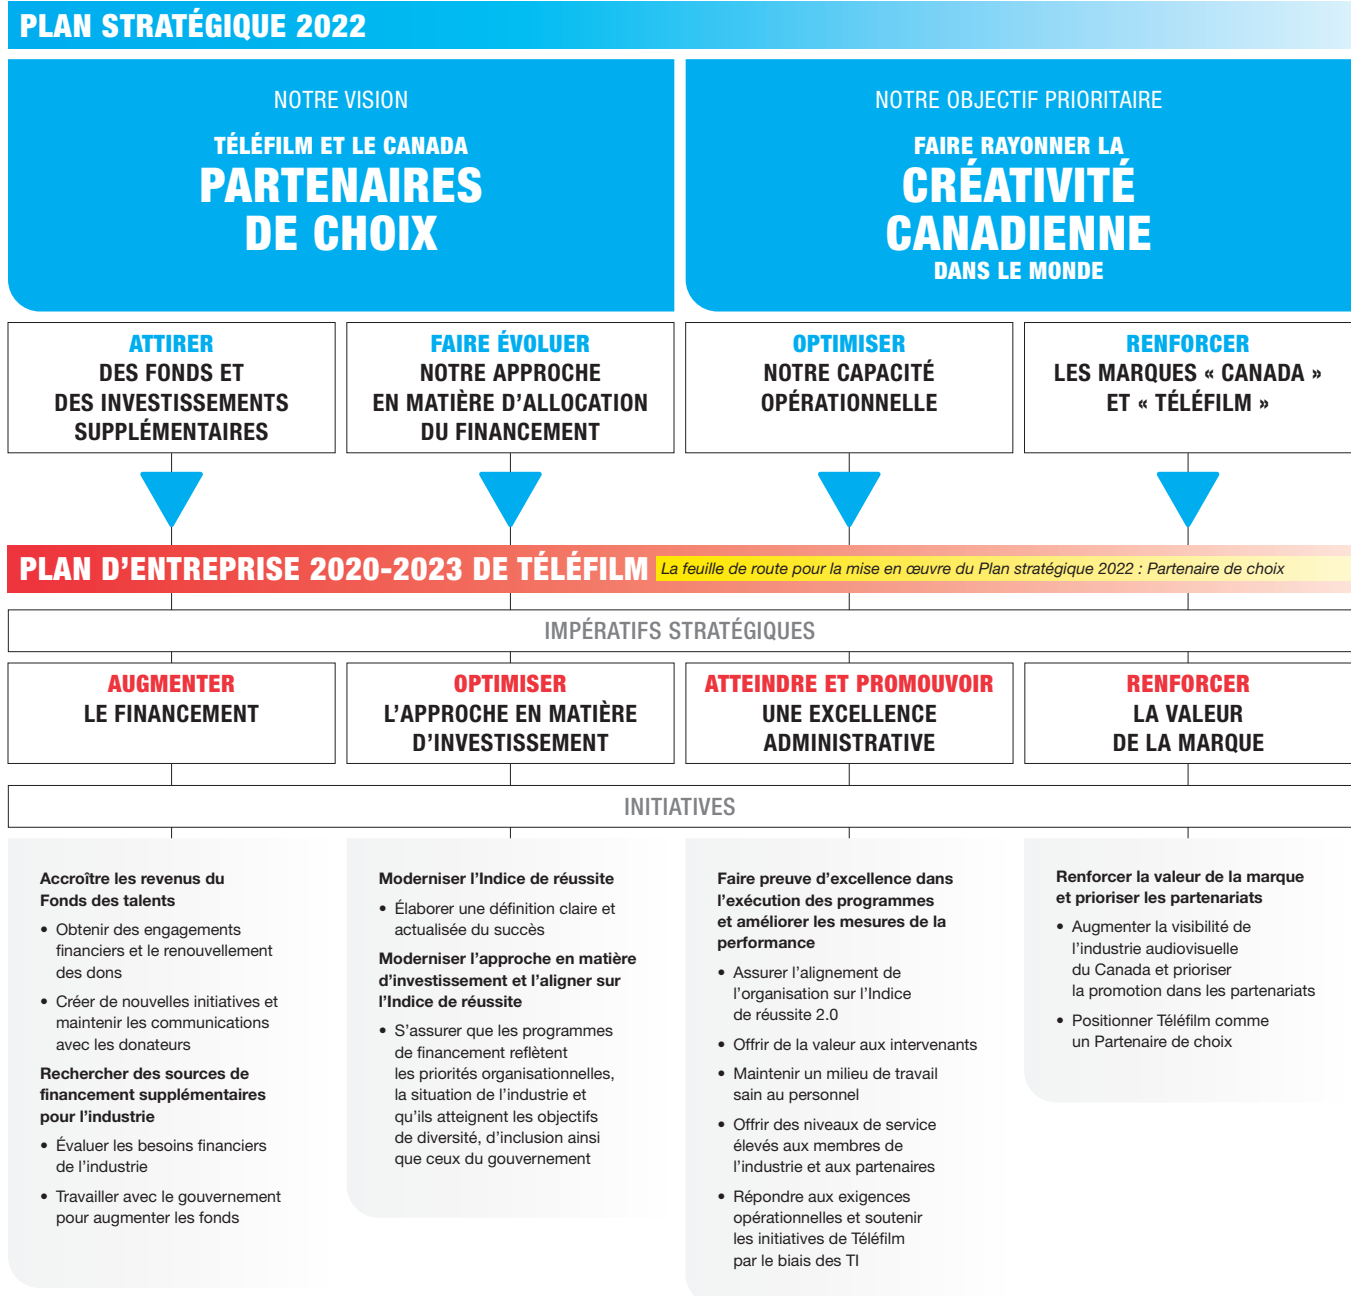 PLAN STRATÉGIQUE 2022
NOTRE VISION
TÉLÉFILM ET LE CANADA
PARTENAIRES
DE CHOIX
NOTRE OBJECTIF PRIORITAIRE
FAIRE RAYONNER LA
CRÉATIVITÉ
CANADIENNE
DANS LE MONDE
ATTIRER
DES FONDS ET
DES INVESTISSEMENTS
SUPPLÉMENTAIRES
FAIRE ÉVOLUER
NOTRE APPROCHE
EN MATIÈRE D’ALLOCATION
DU FINANCEMENT
OPTIMISER
NOTRE CAPACITÉ
OPÉRATIONNELLE
RENFORCER
LES MARQUES « CANADA »
ET « TÉLÉFILM »
PLAN D’ENTREPRISE 2020-2023 DE TÉLÉFILM
La feuille de route pour la mise en œuvre du Plan stratégique 2022 : Partenaire de choix
IMPÉRATIFS STRATÉGIQUES
AUGMENTER
LE FINANCEMENT
OPTIMISER
L’APPROCHE EN MATIÈRE
D’INVESTISSEMENT
ATTEINDRE ET PROMOUVOIR
UNE EXCELLENCE
ADMINISTRATIVE
RENFORCER
LA VALEUR
DE LA MARQUE
INITIATIVES
Accroître les revenus du
Fonds des talents
• Obtenir des engagements
financiers et le renouvellement
des dons
• Créer de nouvelles initiatives et
maintenir les communications
avec les donateurs
Rechercher des sources de
financement supplémentaires
pour l’industrie
• Évaluer les besoins financiers
de l’industrie
• Travailler avec le gouvernement
pour augmenter les fonds
Moderniser l’Indice de réussite
• Élaborer une définition claire et
actualisée du succès
Moderniser l’approche en matière
d’investissement et l’aligner sur
l’Indice de réussite
• S’assurer que les programmes
de financement reflètent
les priorités organisationnelles,
la situation de l’industrie et
qu’ils atteignent les objectifs
de diversité, d’inclusion ainsi
que ceux du gouvernement
Faire preuve d’excellence dans
l’exécution des programmes
et améliorer les mesures de la
performance
• Assurer l’alignement de
l’organisation sur l’Indice
de réussite 2.0
• Offrir de la valeur aux intervenants
• Maintenir un milieu de travail
sain au personnel
• Offrir des niveaux de service
élevés aux membres de
l’industrie et aux partenaires
• Répondre aux exigences
opérationnelles et soutenir
les initiatives de Téléfilm
par le biais des TI
Renforcer la valeur de la marque
et prioriser les partenariats
• Augmenter la visibilité de
l’industrie audiovisuelle
du Canada et prioriser
la promotion dans les partenariats
• Positionner Téléfilm comme
un Partenaire de choix